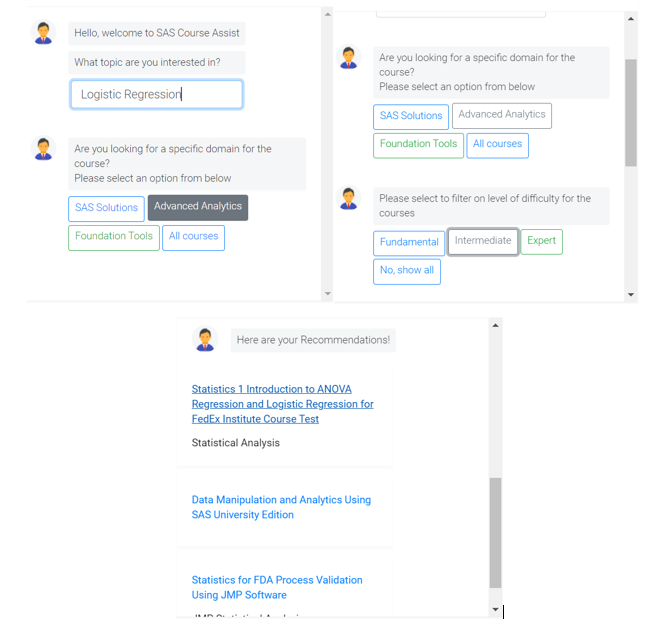 Hello, welcome to SAS Course Assist
What topic are you interested in?
Logistic Regression
Are you looking for a specific domain for the
course?
Please select an option from below
SAS Solutions
Advanced Analytics
Foundation Tools
All courses
Are you looking for a specific domain for the
course?
Please select an option from below
SAS Solutions
Advanced Analytics
Foundation Tools
All courses
Please select to filter on level of difficulty for the
courses
Fundamental
Intermediate
Expert
No, show all
Here are your Recommendations!
Statistics 1 Introduction to ANOVA
Regression and Logistic Regression for
FedEx Institute Course Test
Statistical Analysis
Data Manipulation and Analytics Using
SAS University Edition
Statistics for FDA Process Validation
Using JMP Software